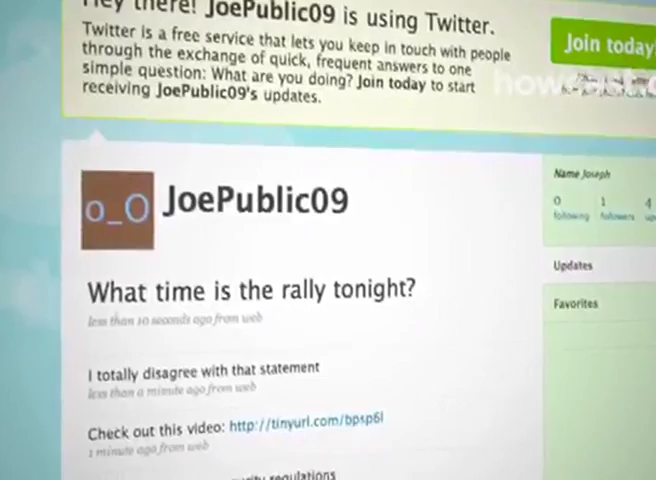 Hey there! JoePublic09 is using Twitter.
Twitter is a free service that lets you keep in touch with people
through the exchange of quick, frequent answers to one
simple question: What are you doing? Join today to start
receiving JoePublic09's updates.
Join today!
JoePublic09
What time is the rally tonight?
less than 10 seconds ago from web
I totally disagree with that statement
less than a minute ago from web
Check out this video: http://tinyurl.com/bpsp6l
1 minute ago from web
regulations
Name Joseph
0 1 4
following followers
Updates
Favorites